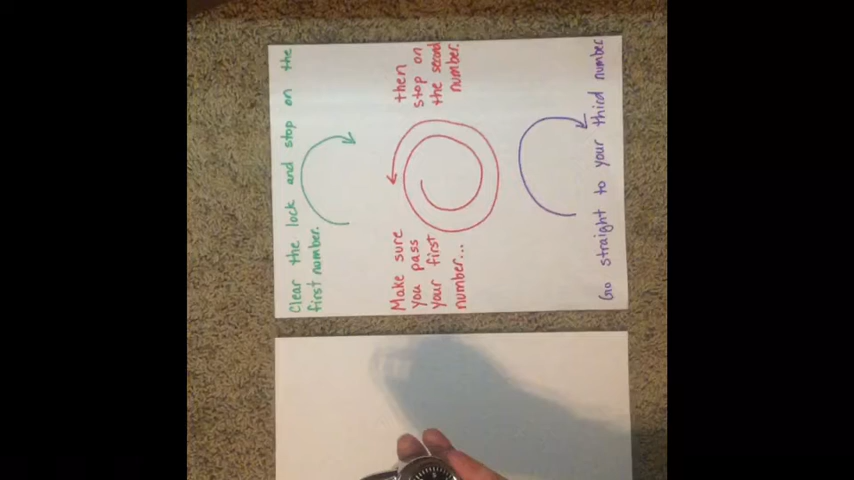 Clear the lock and stop on the
first number.
Make sure
you pass
your first
number...
then
stop on
the second
number.
Go straight to your third number